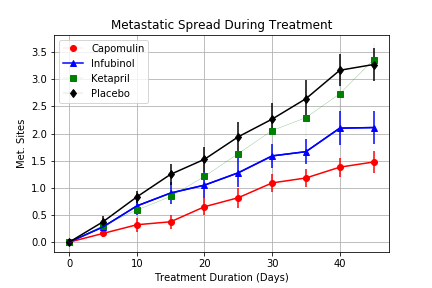 Metastatic Spread During Treatment
Capomulin
Infubinol
Ketapril
Placebo
3.5
3.0
2.5
2.0
1.5
1.0
0.5
0.0
Met. Sites
0
10
20
30
40
Treatment Duration (Days)